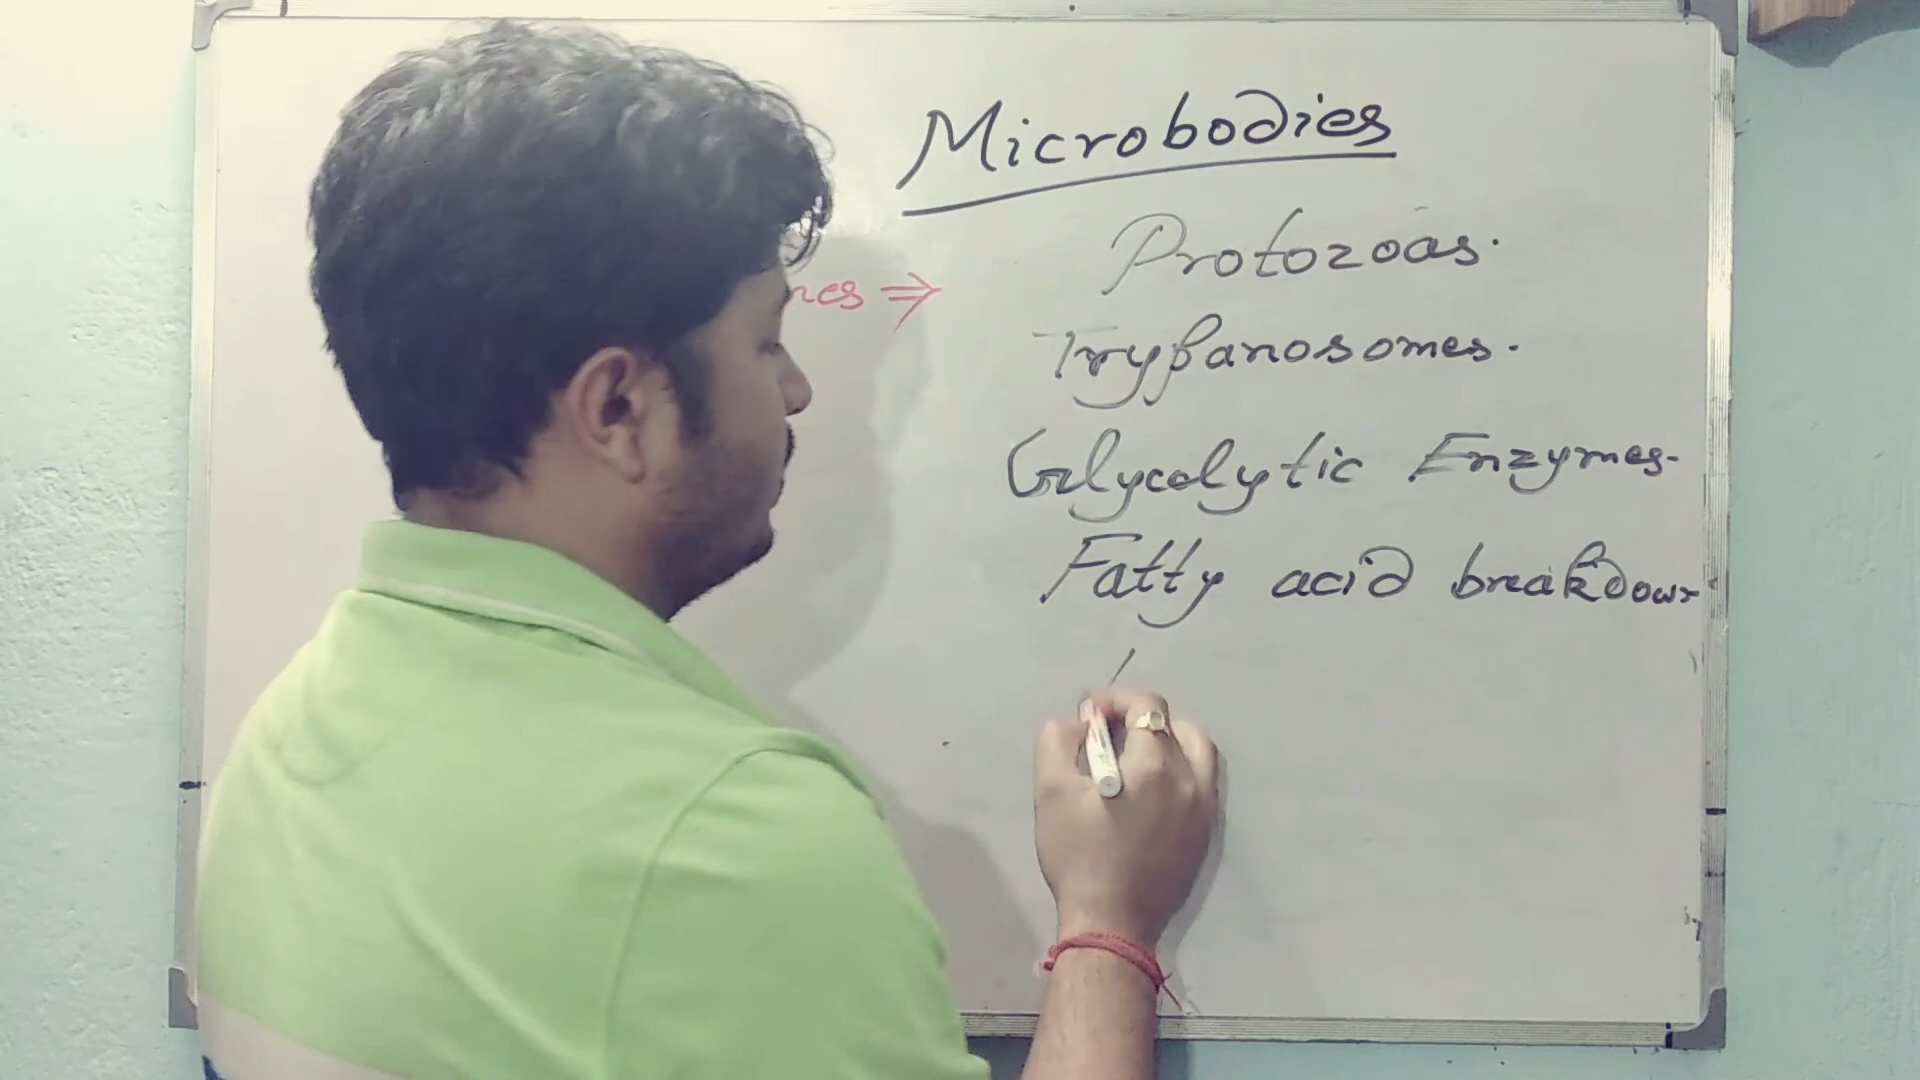 Microbodies
Protozoas.
⇒
Trypanosomes.
Glycolytic Enzymes.
Fatty acid breakdown